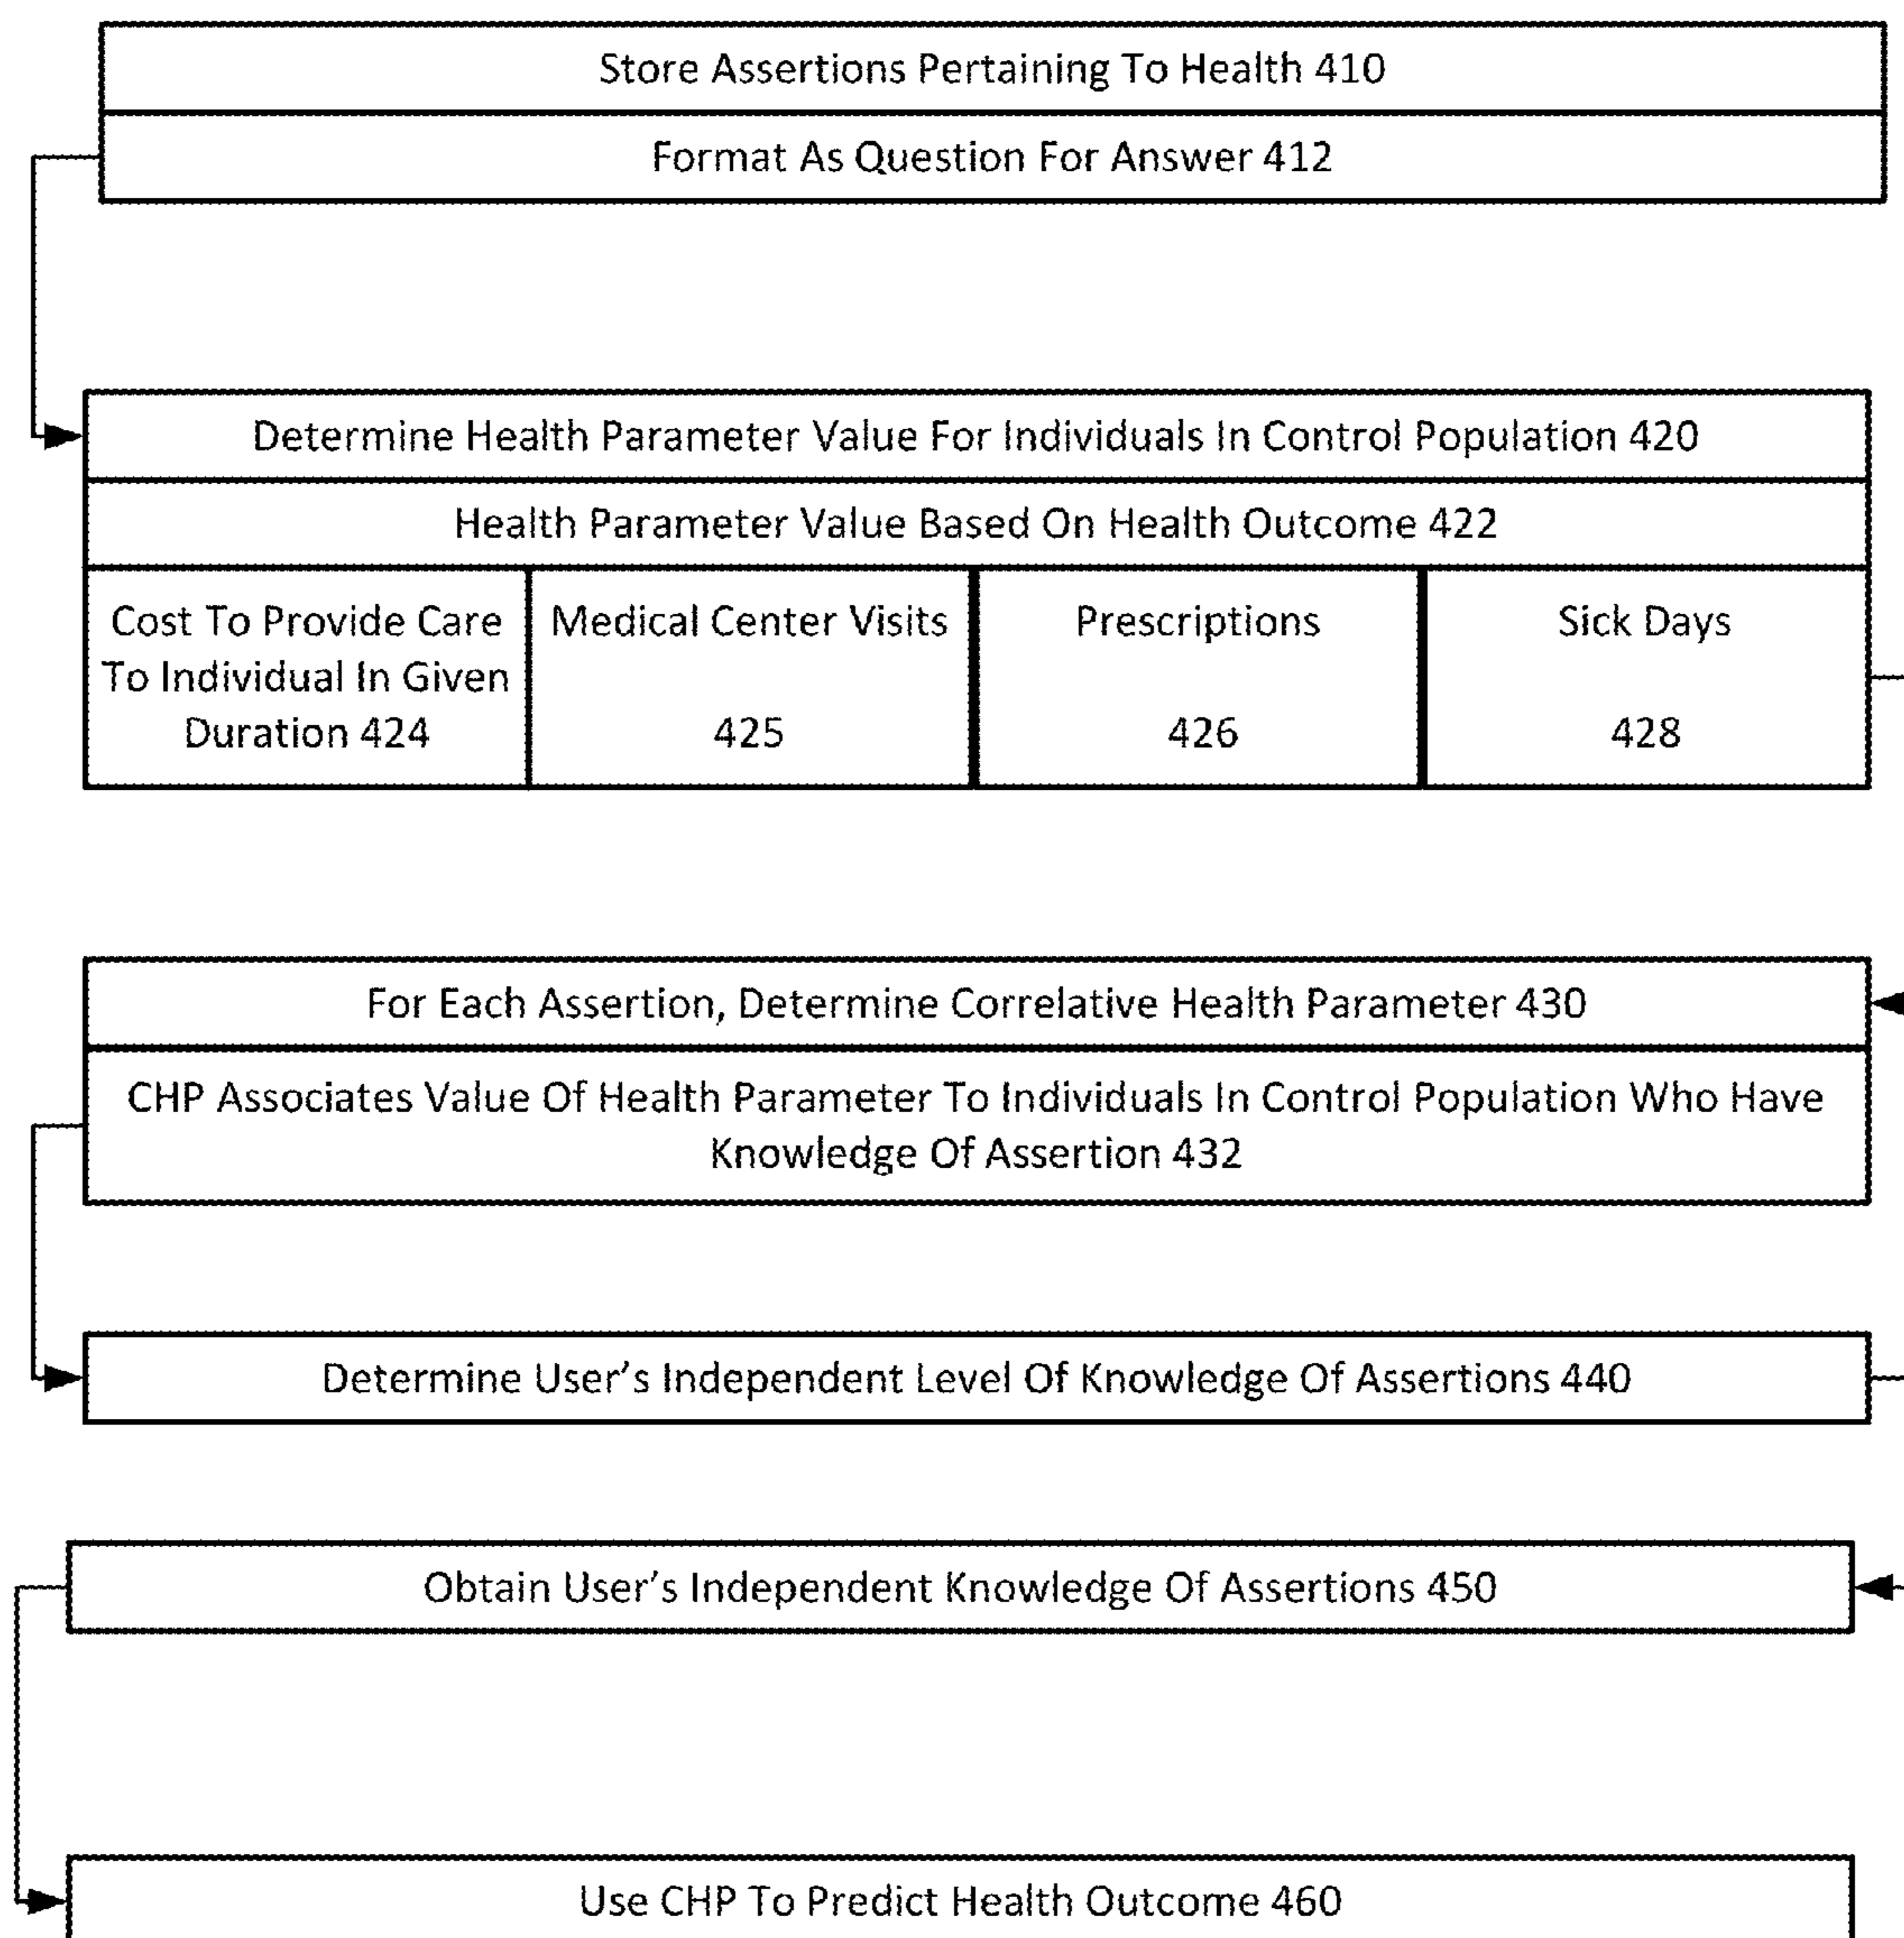 Store Assertions Pertaining To Health 410
Format As Question For Answer 412
Determine Health Parameter Value For Individuals In Control Population 420
Health Parameter Value Based On Health Outcome 422
Cost To Provide Care
To Individual In Given
Duration 424
Medical Center Visits
425
Prescriptions
426
Sick Days
428
For Each Assertion, Determine Correlative Health Parameter 430
CHP Associates Value Of Health Parameter To Individuals In Control Population Who Have
Knowledge Of Assertion 432
Determine User’s Independent Level Of Knowledge Of Assertions 440
Obtain User’s Independent Knowledge Of Assertions 450
Use CHP To Predict Health Outcome 460